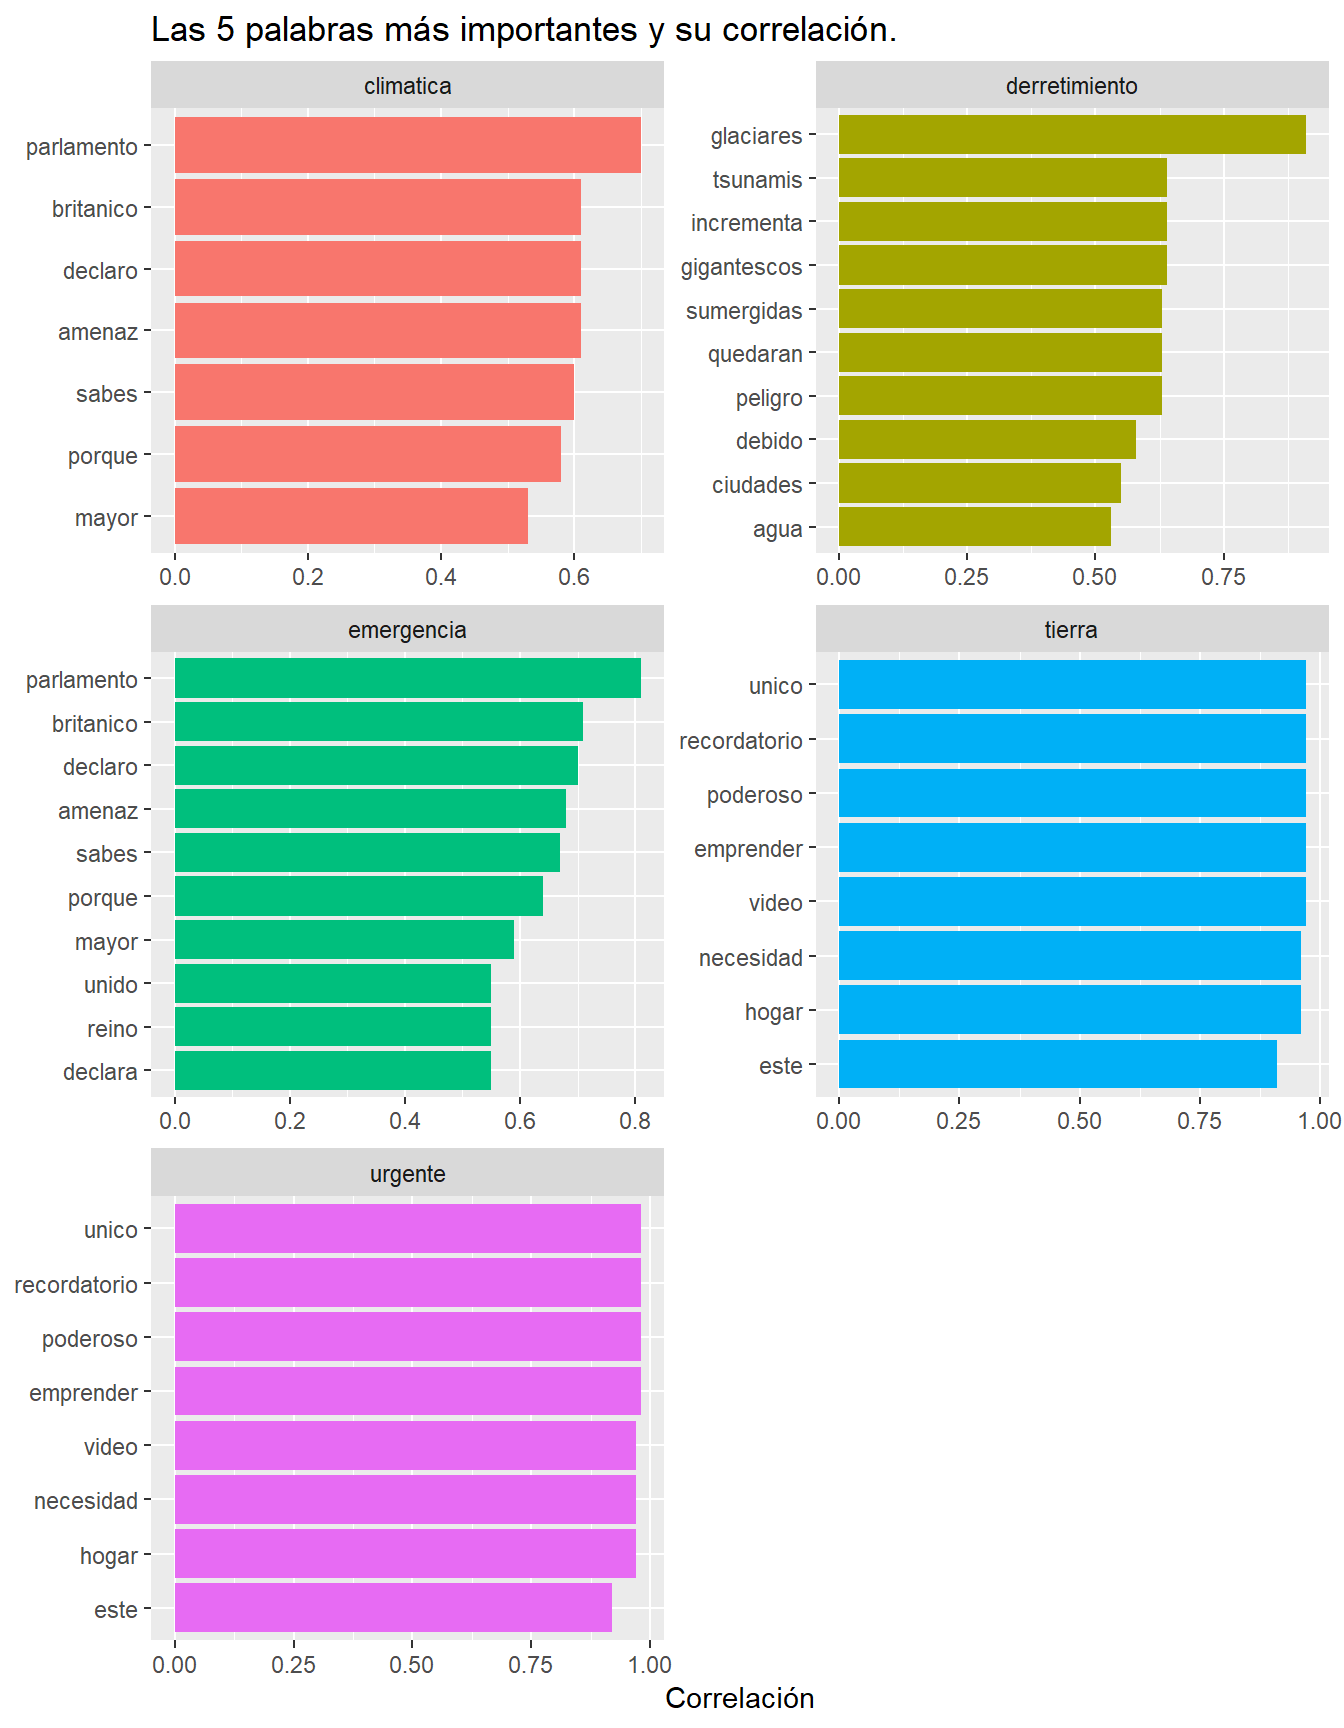 Las 5 palabras más importantes y su correlación.
climatica
parlamento
britanico
declaro
amenaz
sabes
porque
mayor
0.0 0.2 0.4 0.6
derretimiento
glaciares
tsunamis
incrementa
gigantescos
sumergidas
quedaran
peligro
debido
ciudades
agua
0.00 0.25 0.50 0.75
emergencia
parlamento
britanico
declaro
amenaz
sabes
porque
mayor
unido
reino
declara
0.0 0.2 0.4 0.6 0.8
tierra
unico
recordatorio
poderoso
emprender
video
necesidad
hogar
este
0.00 0.25 0.50 0.75 1.00
urgente
unico
recordatorio
poderoso
emprender
video
necesidad
hogar
este
0.00 0.25 0.50 0.75 1.00
Correlación